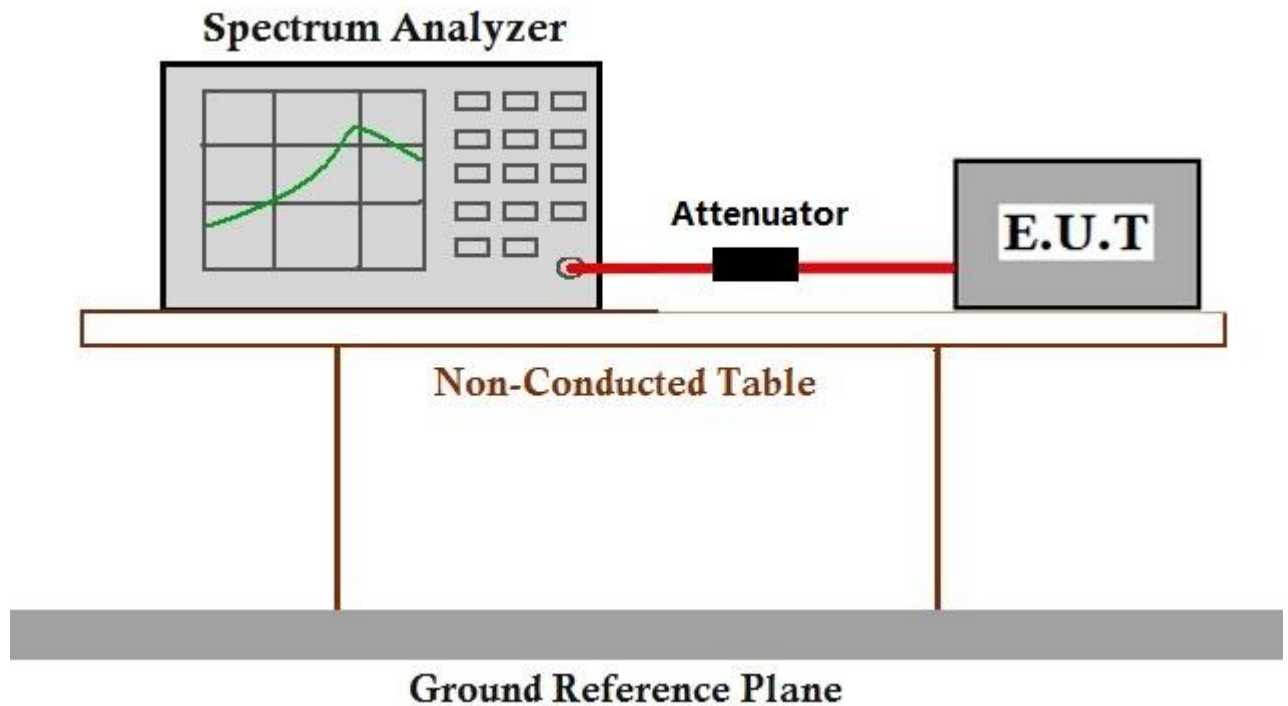 Spectrum Analyzer
Attenuator
E.U.T
Non-Conducted Table
Ground Reference Plane